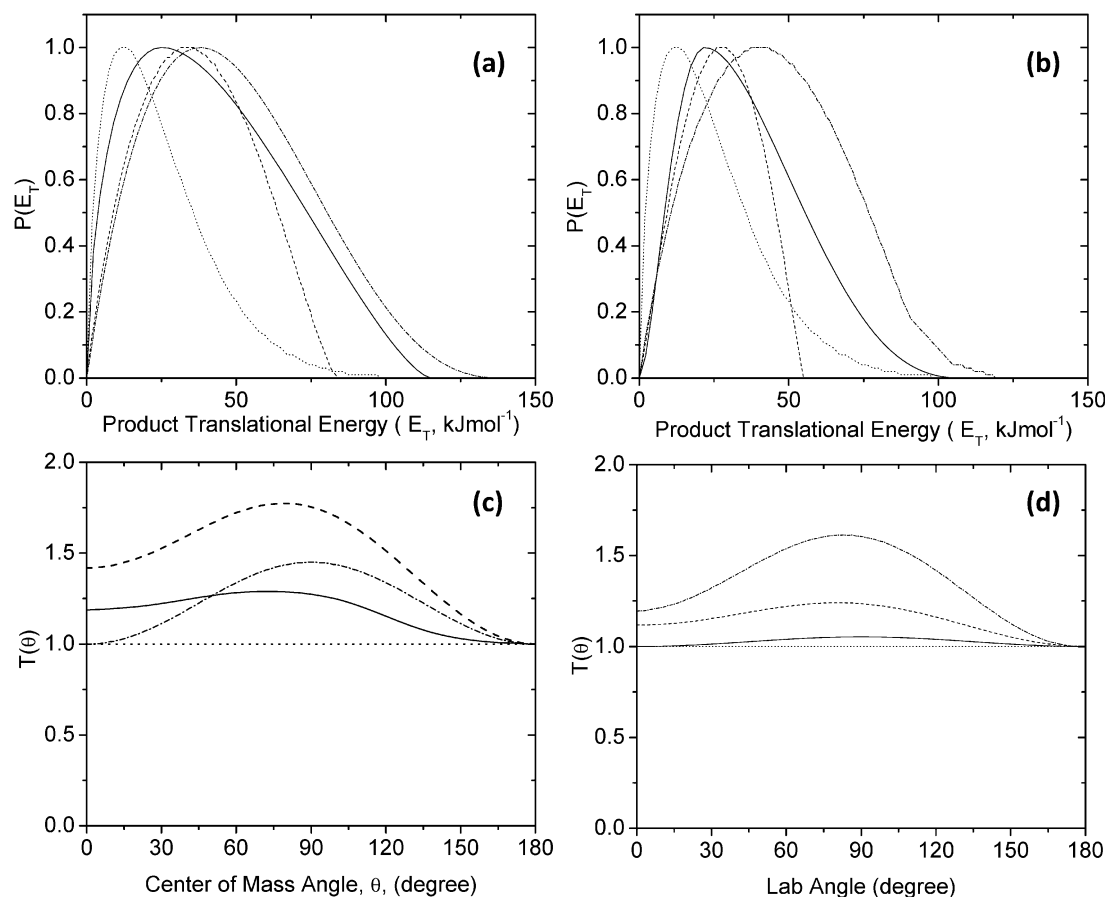 (a)
P(E_T)
1.0
0.8
0.6
0.4
0.2
0.0
0 50 100 150
Product Translational Energy ( E_T, kJmol⁻¹)
(b)
P(E_T)
1.0
0.8
0.6
0.4
0.2
0.0
0 25 50 75 100 125 150
Product Translational Energy ( E_T, kJmol⁻¹)
(c)
T(θ)
2.0
1.5
1.0
0.5
0.0
0 30 60 90 120 150 180
Center of Mass Angle, θ, (degree)
(d)
T(θ)
2.0
1.5
1.0
0.5
0.0
0 30 60 90 120 150 180
Lab Angle (degree)